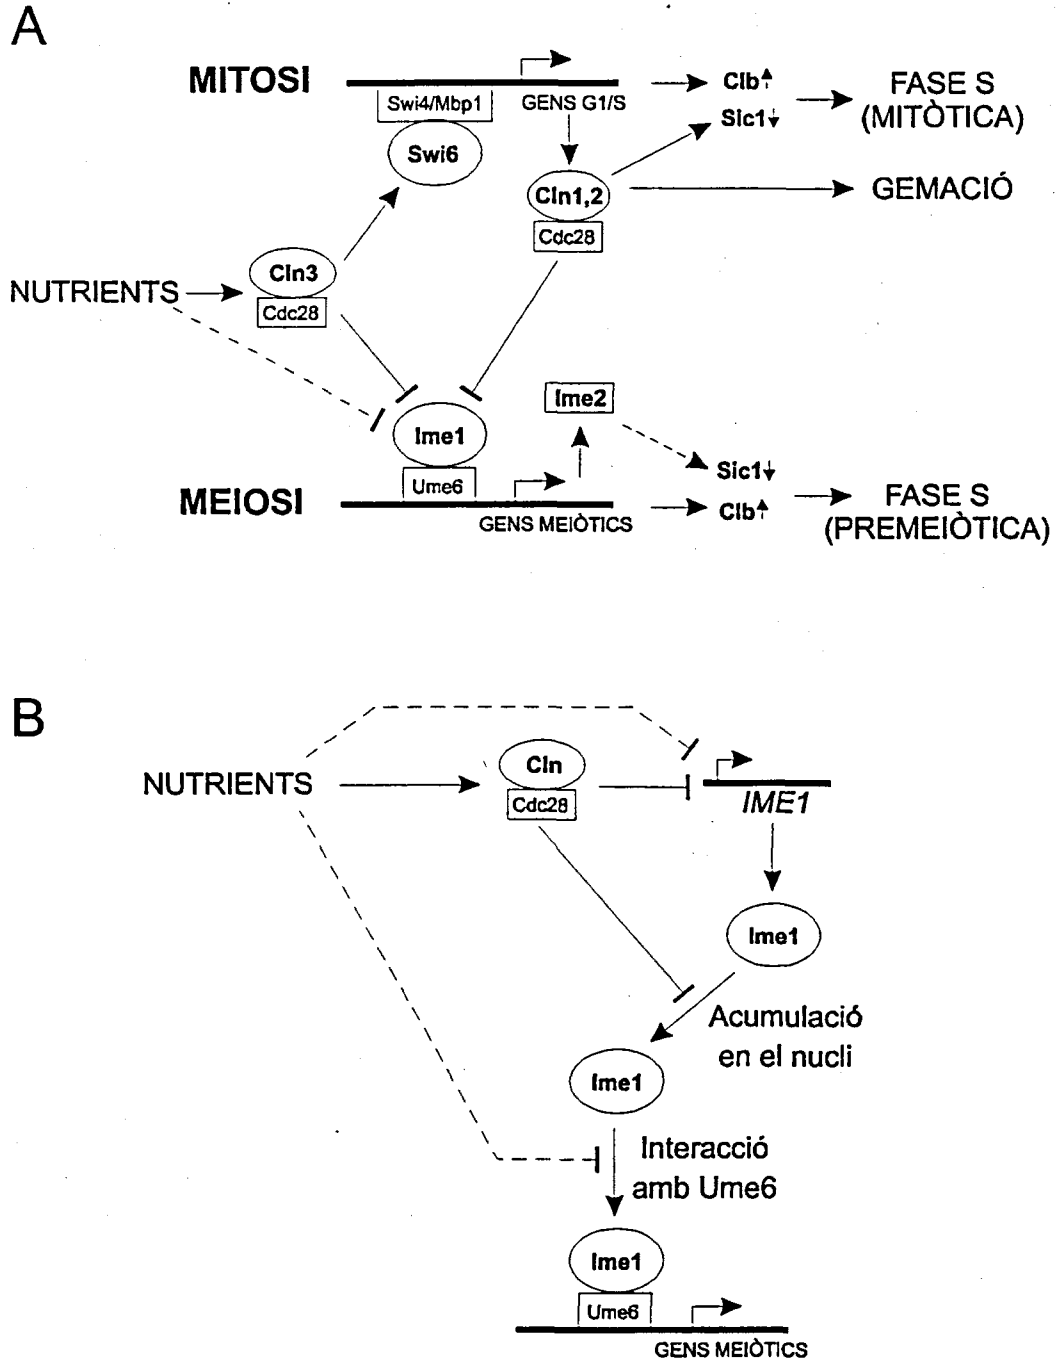 A
MITOSI
Swi4/Mbp1
GENS G1/S
Swi6
Clb
Sic1
FASE S
(MITÒTICA)
Cln1,2
Cdc28
GEMACIÓ
NUTRIENTS
Cln3
Cdc28
Ime1
Ume6
Ime2
MEIOSI
GENS MEIÒTICS
Sic1
Clb
FASE S
(PREMEIÒTICA)
B
NUTRIENTS
Cln
Cdc28
IME1
Ime1
Acumulació
en el nucli
Ime1
Interacció
amb Ume6
Ime1
Ume6
GENS MEIÒTICS